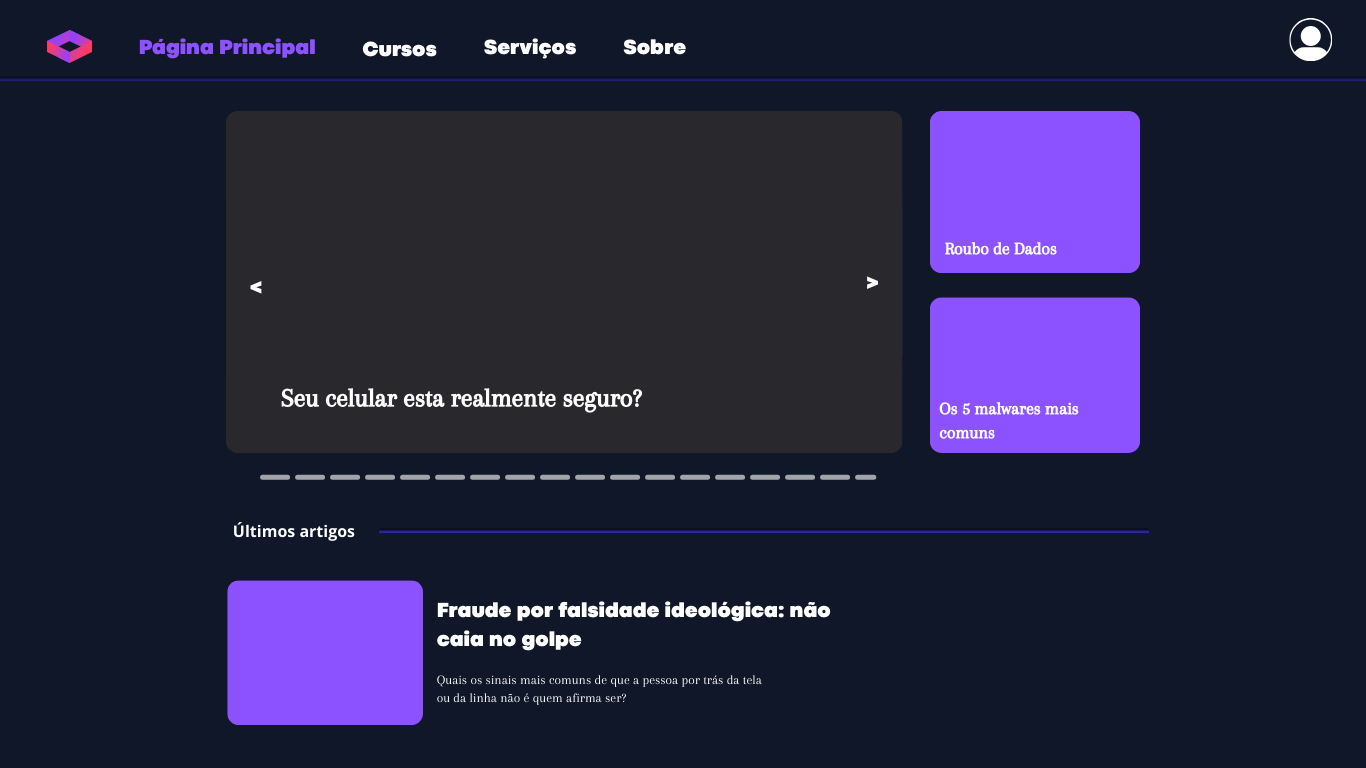 Página Principal
Cursos
Serviços
Sobre
<
>
Seu celular esta realmente seguro?
Roubo de Dados
Os 5 malwares mais
comuns
Últimos artigos
Fraude por falsidade ideológica: não
caia no golpe
Quais os sinais mais comuns de que a pessoa por trás da tela
ou da linha não é quem afirma ser?